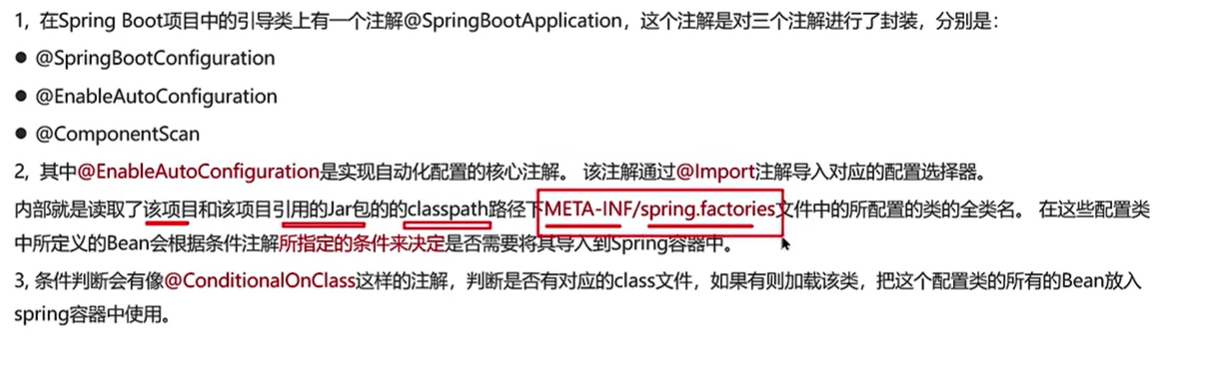 1, 在Spring Boot项目中的引导类上有一个注解@SpringBootApplication，这个注解是对三个注解进行了封装，分别是：
● @SpringBootConfiguration
● @EnableAutoConfiguration
● @ComponentScan
2, 其中@EnableAutoConfiguration是实现自动化配置的核心注解。 该注解通过@Import注解导入对应的配置选择器。
内部就是读取了该项目和该项目引用的Jar包的的classpath路径下META-INF/spring.factories文件中的所配置的类的全类名。 在这些配置类
中所定义的Bean会根据条件注解所指定的条件来决定是否需要将其导入到Spring容器中。
3, 条件判断会有像@ConditionalOnClass这样的注解，判断是否有对应的class文件，如果有则加载该类，把这个配置类的所有的Bean放入
spring容器中使用。